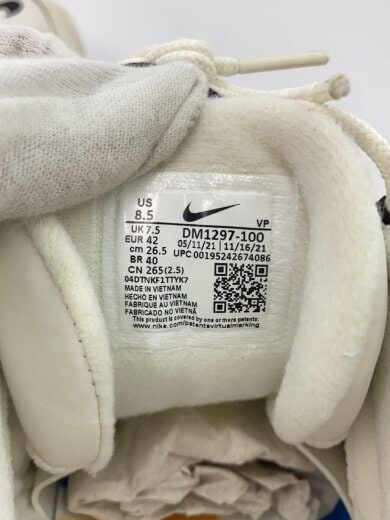 US
8.5
VP
UK 7.5
DM1297-100
EUR 42
05/11/21 | 11/16/21
cm 26.5
UPC 00195242674086
BR 40
CN 265(2.5)
04DTNKF1TTYK7
MADE IN VIETNAM
HECHO EN VIETNAM
FABRIQUE AU VIETNAM
FABRICADO NO VIETNÃ
This product is covered by one or more patents:
www.nike.com/patentsvirtualmarking